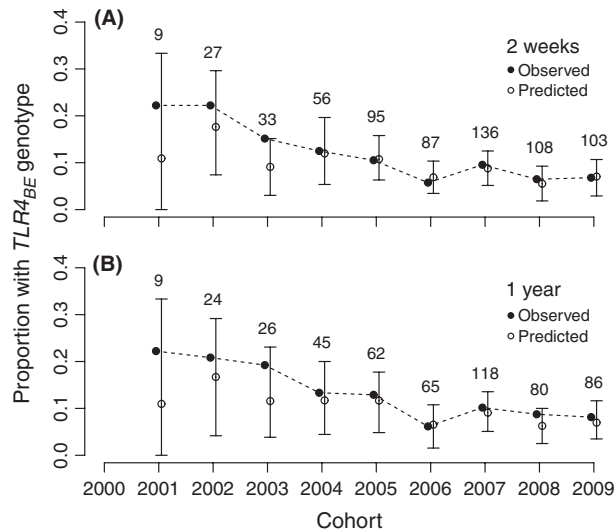 Proportion with TLR4BE genotype
(A)
0.4
0.3
0.2
0.1
0.0
9
27
33
56
95
87
136
108
103
2 weeks
Observed
Predicted
(B)
0.4
0.3
0.2
0.1
0.0
9
24
26
45
62
65
118
80
86
1 year
Observed
Predicted
2000 2001 2002 2003 2004 2005 2006 2007 2008 2009
Cohort